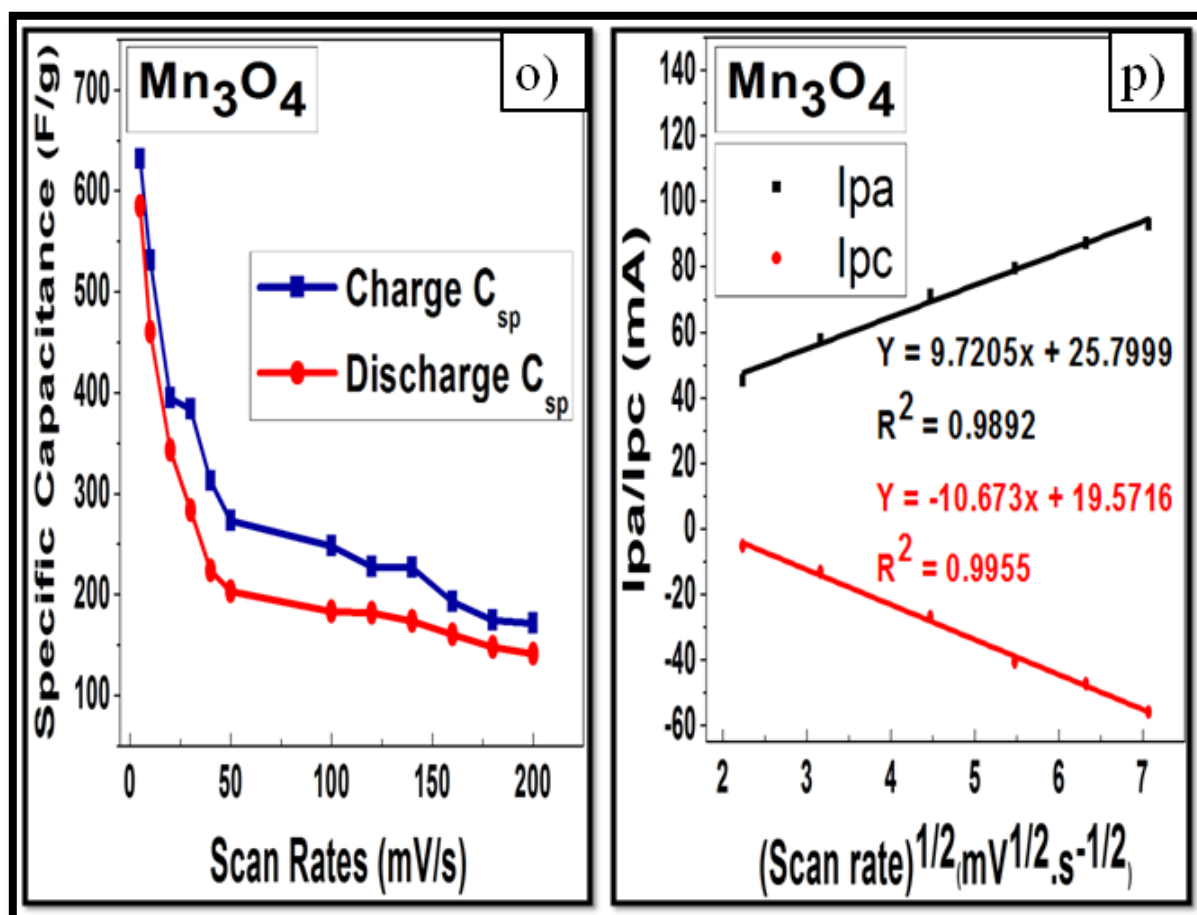 o)
Mn3O4
Specific Capacitance (F/g)
700
600
500
400
300
200
100
Charge Csp
Discharge Csp
0 50 100 150 200
Scan Rates (mV/s)
p)
Mn3O4
Ipa
Ipc
Ipa/Ipc (mA)
140
120
100
80
60
40
20
0
-20
-40
-60
Y = 9.7205x + 25.7999
R2 = 0.9892
Y = -10.673x + 19.5716
R2 = 0.9955
2 3 4 5 6 7
(Scan rate)1/2(mV1/2.s-1/2)